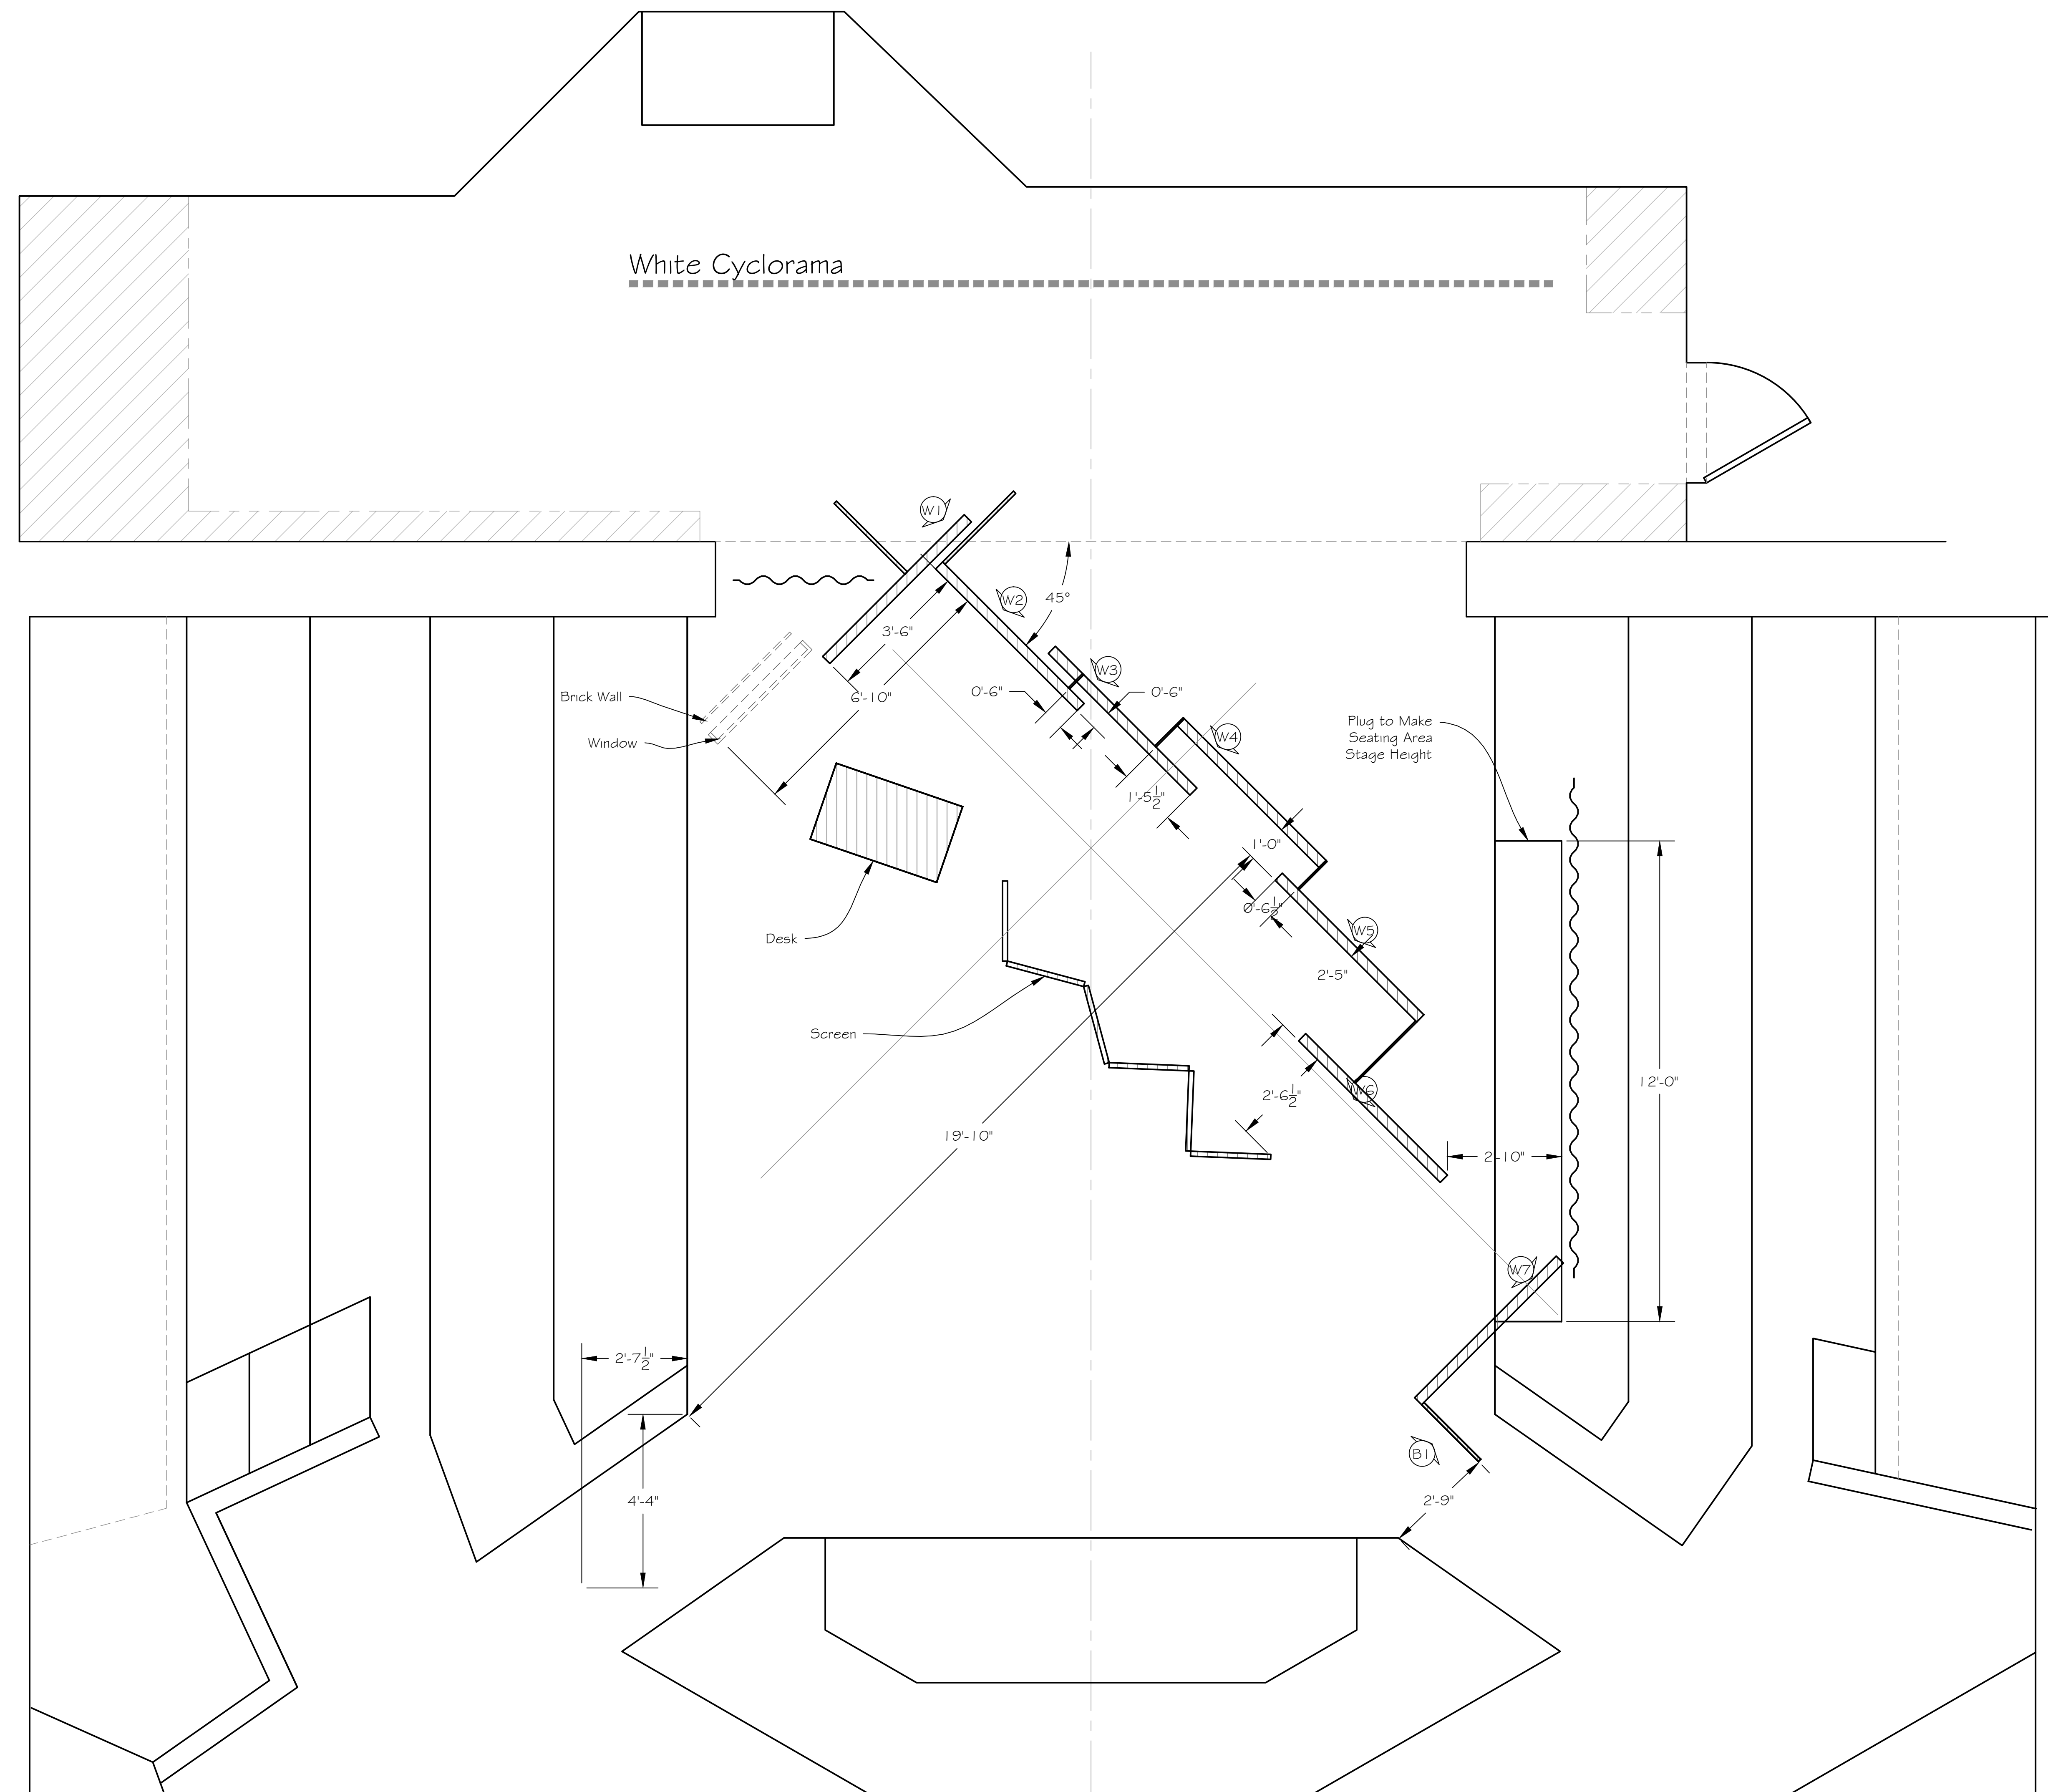 White Cyclorama
W1
W2
45°
3'-6"
W3
6'-10"
0'-6"
0'-6"
Brick Wall
Window
W4
Plug to Make
Seating Area
Stage Height
1'-5½"
1'-0"
0'-6½"
W5
Desk
2'-5"
Screen
W6
2'-6½"
12'-0"
19'-10"
2'-10"
W7
2'-7½"
B1
4'-4"
2'-9"